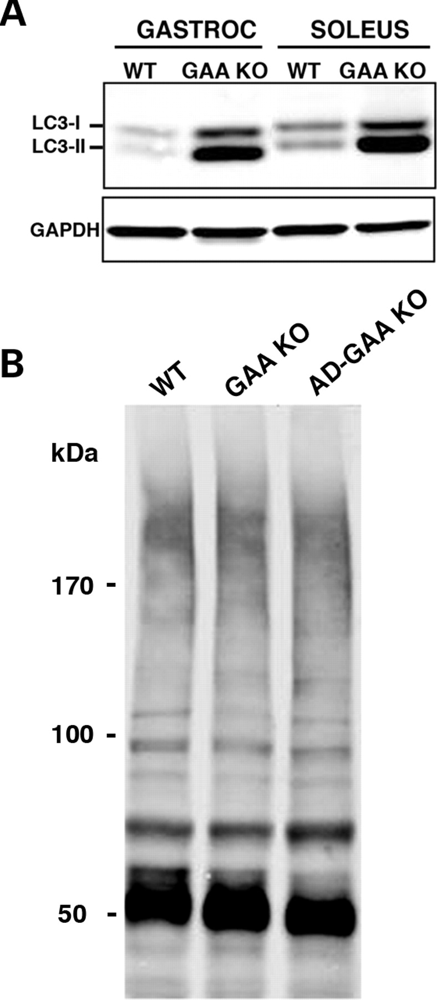 A
GASTROC SOLEUS
WT GAA KO WT GAA KO
LC3-I
LC3-II
GAPDH
B
WT GAA KO AD-GAA KO
kDa
170 -
100 -
50 -